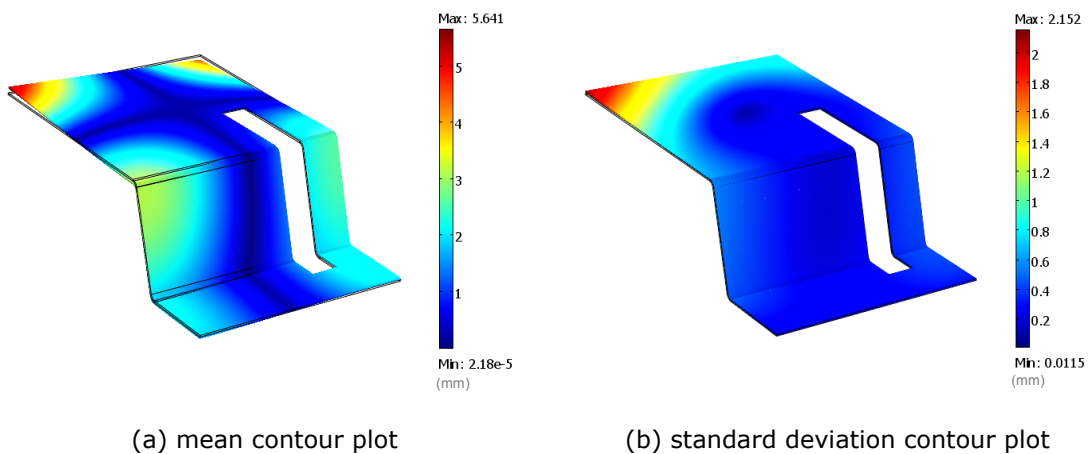 Max: 5.641
5
4
3
2
1
Min: 2.18e-5
(mm)
Max: 2.152
2
1.8
1.6
1.4
1.2
1
0.8
0.6
0.4
0.2
Min: 0.0115
(mm)
(a) mean contour plot
(b) standard deviation contour plot